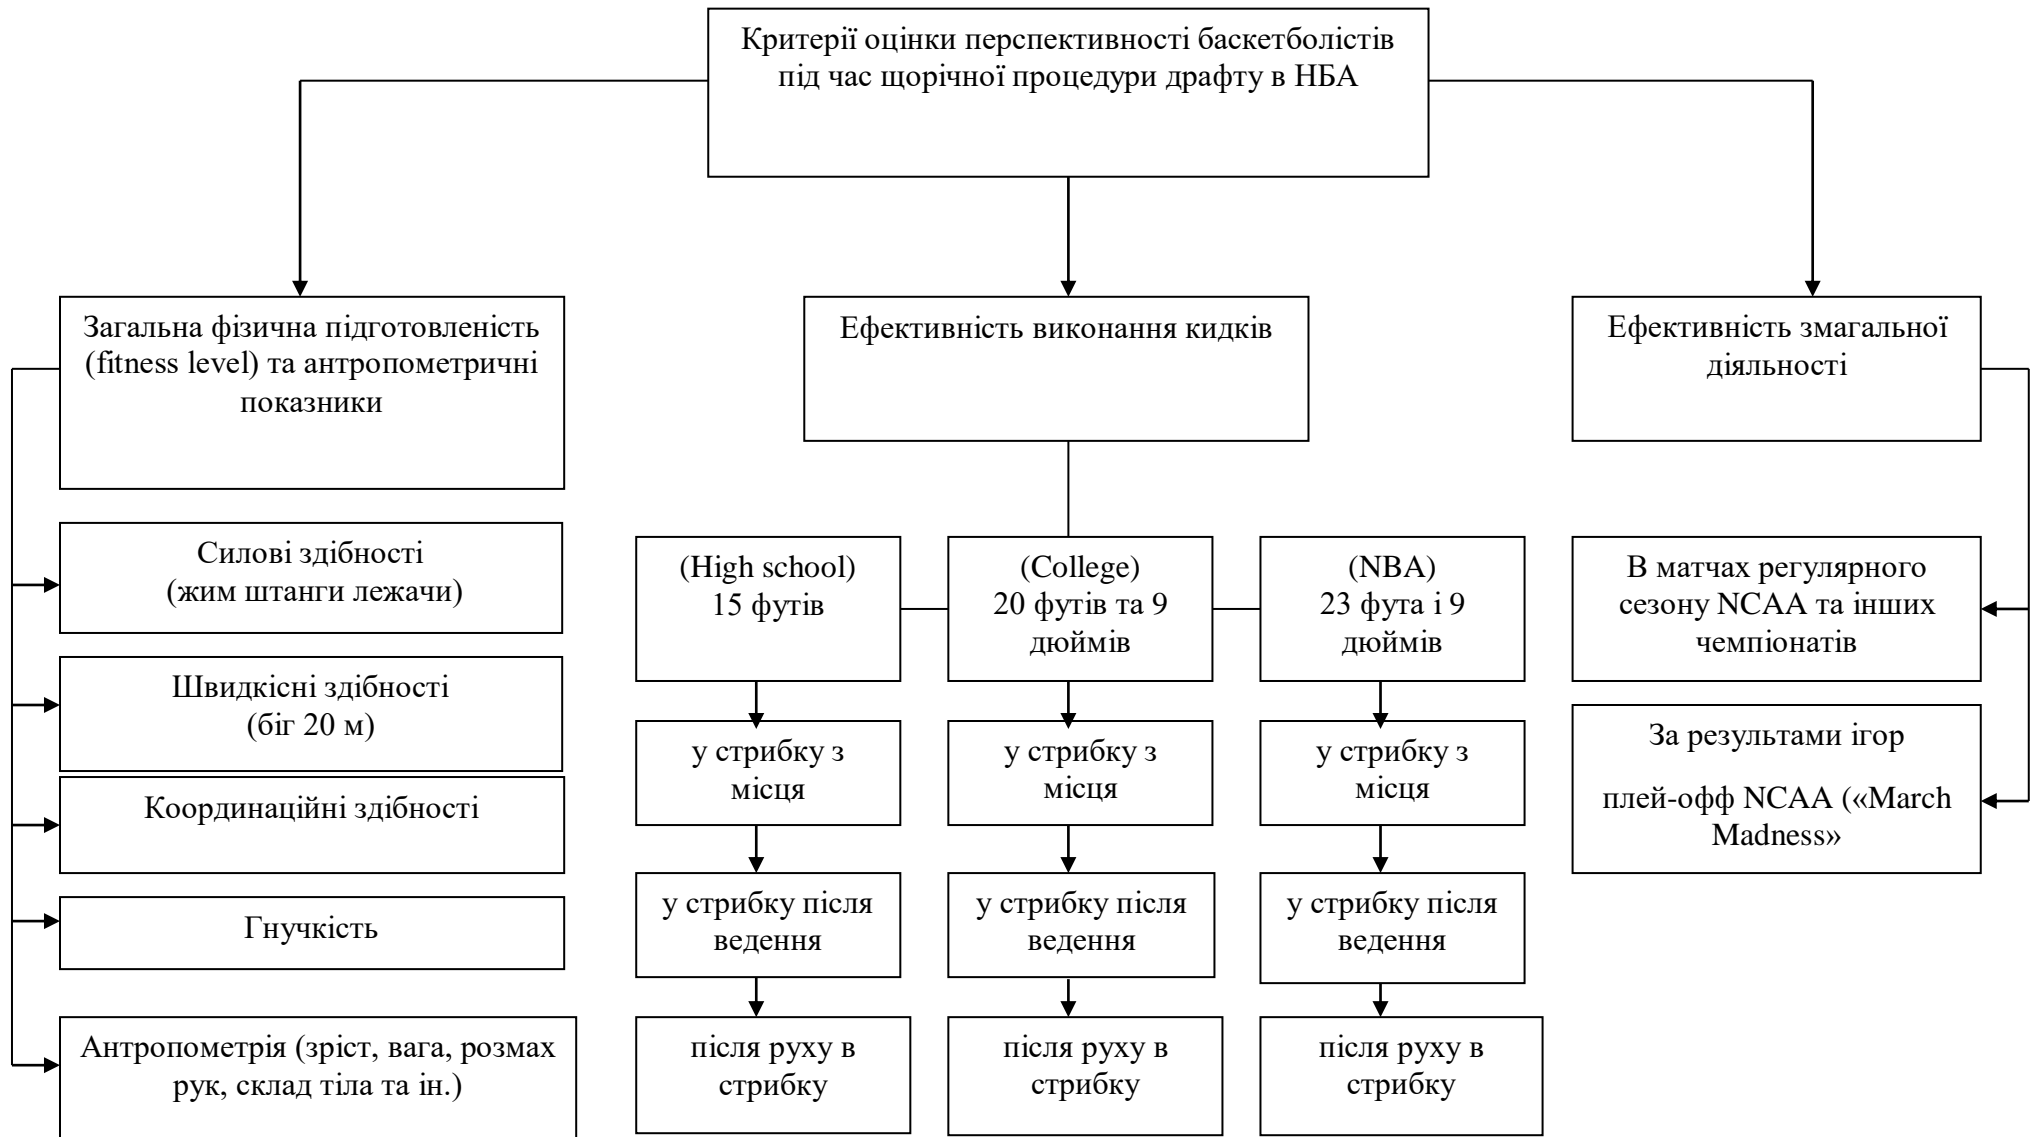 Критерії оцінки перспективності баскетболістів
під час щорічної процедури драфту в НБА
Загальна фізична підготовленість
(fitness level) та антропометричні
показники
Ефективність виконання кидків
Ефективність змагальної
діяльності
Силові здібності
(жим штанги лежачи)
Швидкісні здібності
(біг 20 м)
Координаційні здібності
Гнучкість
Антропометрія (зріст, вага, розмах
рук, склад тіла та ін.)
(High school)
15 футів
у стрибку з
місця
у стрибку після
ведення
після руху в
стрибку
(College)
20 футів та 9
дюймів
у стрибку з
місця
у стрибку після
ведення
після руху в
стрибку
(NBA)
23 фута і 9
дюймів
у стрибку з
місця
у стрибку після
ведення
після руху в
стрибку
В матчах регулярного
сезону NCAA та інших
чемпіонатів
За результами ігор
плей-офф NCAA («March
Madness»